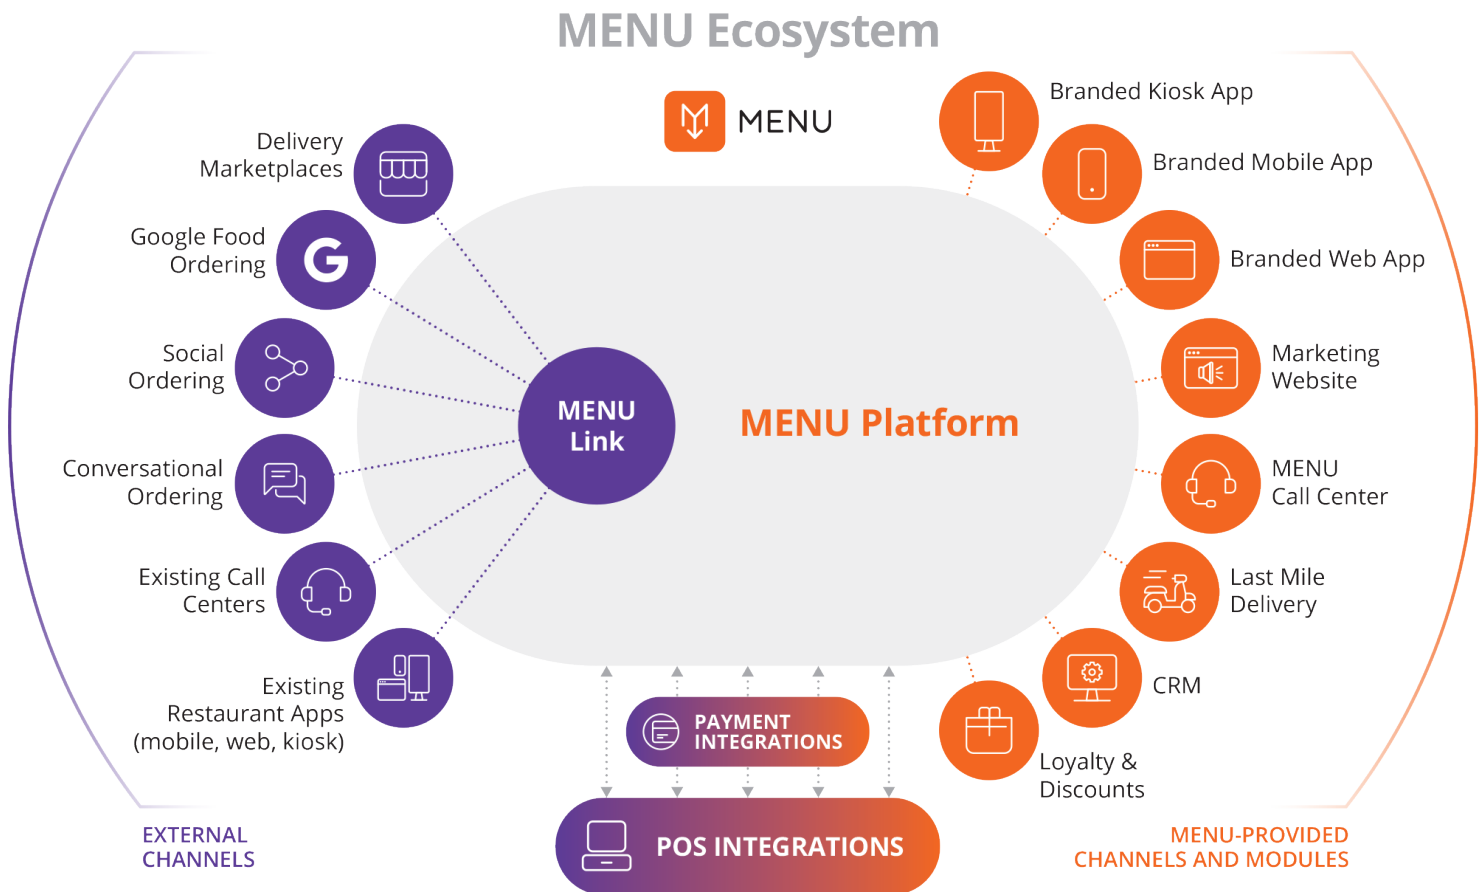 MENU Ecosystem
MENU
Delivery
Marketplaces
Google Food
Ordering
Social
Ordering
Conversational
Ordering
Existing Call
Centers
Existing
Restaurant Apps
(mobile, web, kiosk)
EXTERNAL
CHANNELS
MENU
Link
MENU Platform
PAYMENT
INTEGRATIONS
POS INTEGRATIONS
Branded Kiosk App
Branded Mobile App
Branded Web App
Marketing
Website
MENU
Call Center
Last Mile
Delivery
CRM
Loyalty &
Discounts
MENU-PROVIDED
CHANNELS AND MODULES